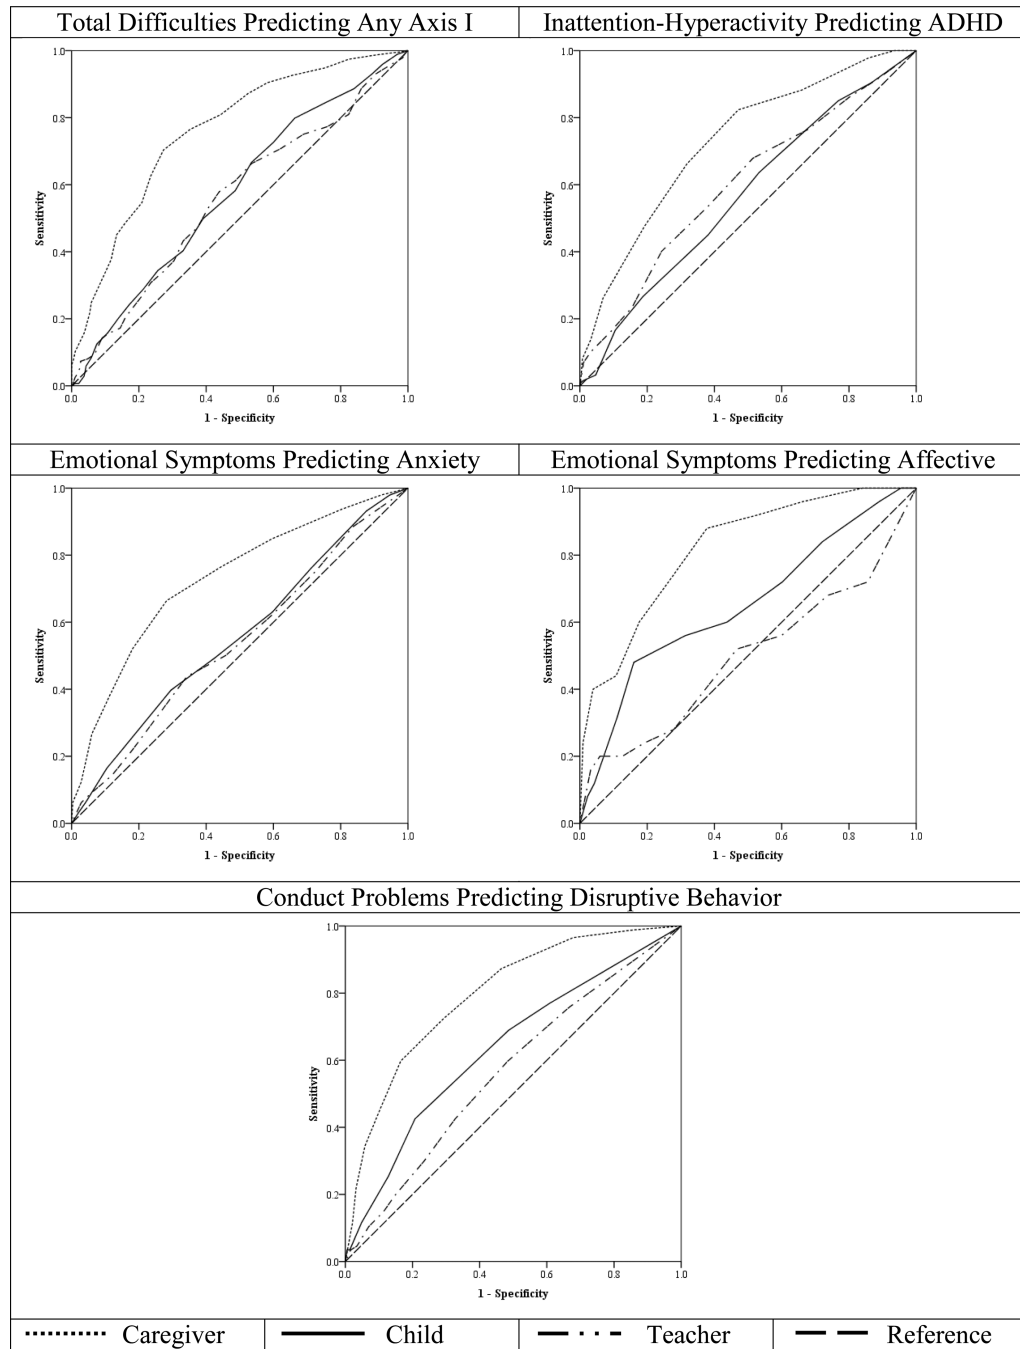 Total Difficulties Predicting Any Axis I
Inattention-Hyperactivity Predicting ADHD
1.0
0.8
0.6
0.4
0.2
0.0
Sensitivity
0.0 0.2 0.4 0.6 0.8 1.0
1 - Specificity
1.0
0.8
0.6
0.4
0.2
0.0
Sensitivity
0.0 0.2 0.4 0.6 0.8 1.0
1 - Specificity
Emotional Symptoms Predicting Anxiety
Emotional Symptoms Predicting Affective
1.0
0.8
0.6
0.4
0.2
0.0
Sensitivity
0.0 0.2 0.4 0.6 0.8 1.0
1 - Specificity
1.0
0.8
0.6
0.4
0.2
0.0
Sensitivity
0.0 0.2 0.4 0.6 0.8 1.0
1 - Specificity
Conduct Problems Predicting Disruptive Behavior
1.0
0.8
0.6
0.4
0.2
0.0
Sensitivity
0.0 0.2 0.4 0.6 0.8 1.0
1 - Specificity
Caregiver
Child
Teacher
Reference